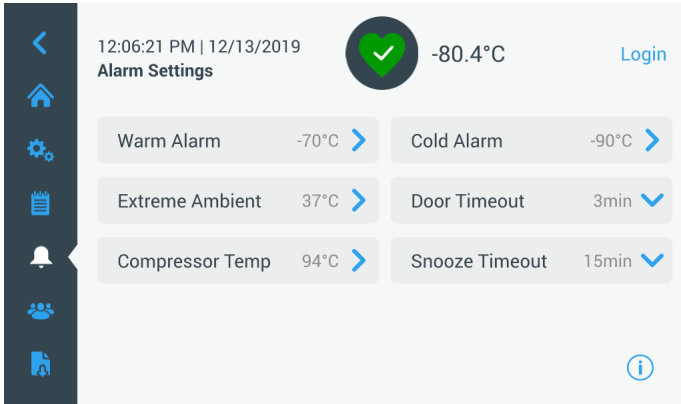 12:06:21 PM | 12/13/2019
Alarm Settings
-80.4°C
Login
Warm Alarm -70°C
Cold Alarm -90°C
Extreme Ambient 37°C
Door Timeout 3min
Compressor Temp 94°C
Snooze Timeout 15min
i